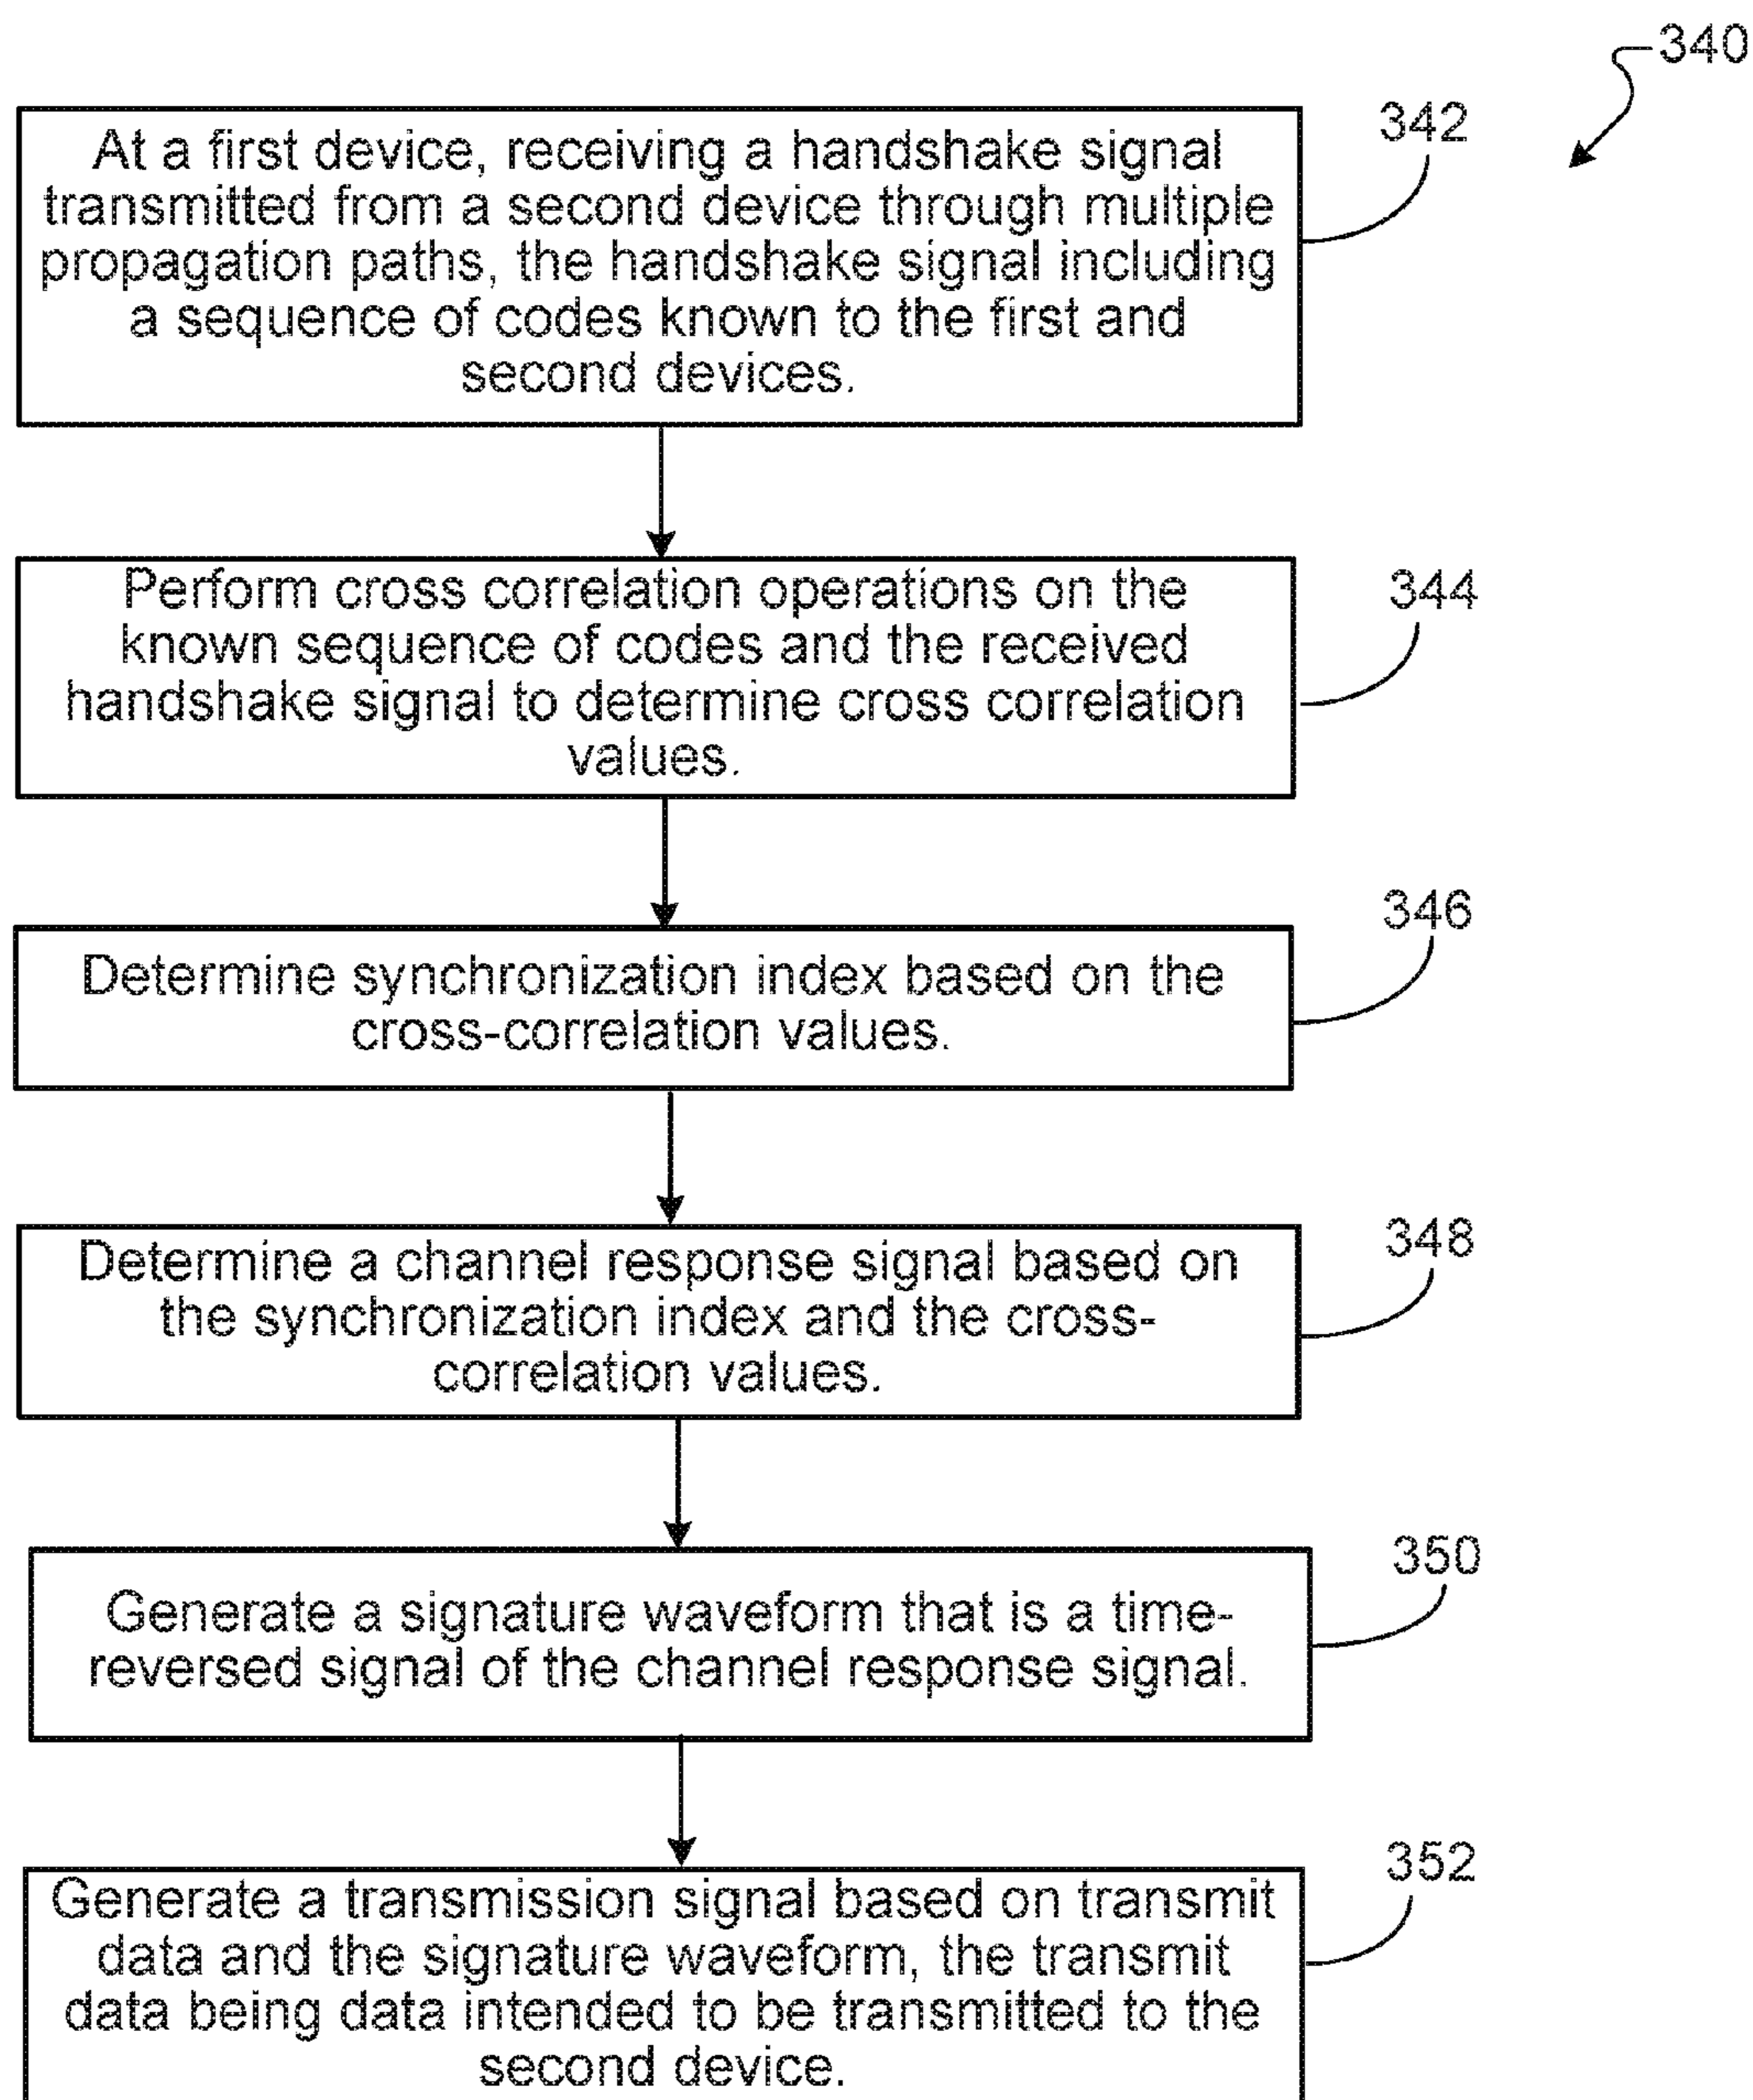 340
342
At a first device, receiving a handshake signal
transmitted from a second device through multiple
propagation paths, the handshake signal including
a sequence of codes known to the first and
second devices.
344
Perform cross correlation operations on the
known sequence of codes and the received
handshake signal to determine cross correlation
values.
346
Determine synchronization index based on the
cross-correlation values.
348
Determine a channel response signal based on
the synchronization index and the cross-
correlation values.
350
Generate a signature waveform that is a time-
reversed signal of the channel response signal.
352
Generate a transmission signal based on transmit
data and the signature waveform, the transmit
data being data intended to be transmitted to the
second device.